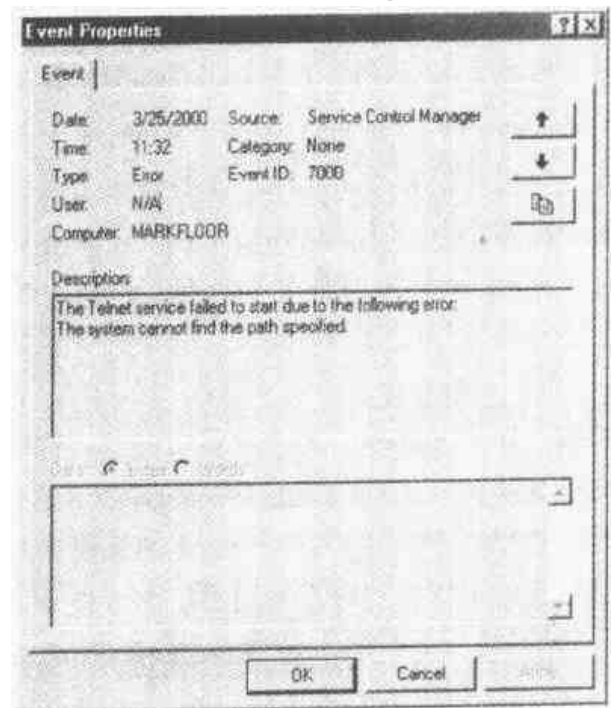 Event Properties
? X
Event
Date: 3/25/2000 Source: Service Control Manager
Time: 11:32 Category: None
Type: Error Event ID: 7000
User: N/A
Computer: MARKFLOOR
Description:
The Telnet service failed to start due to the following error:
The system cannot find the path specified.
Data:
OK Cancel